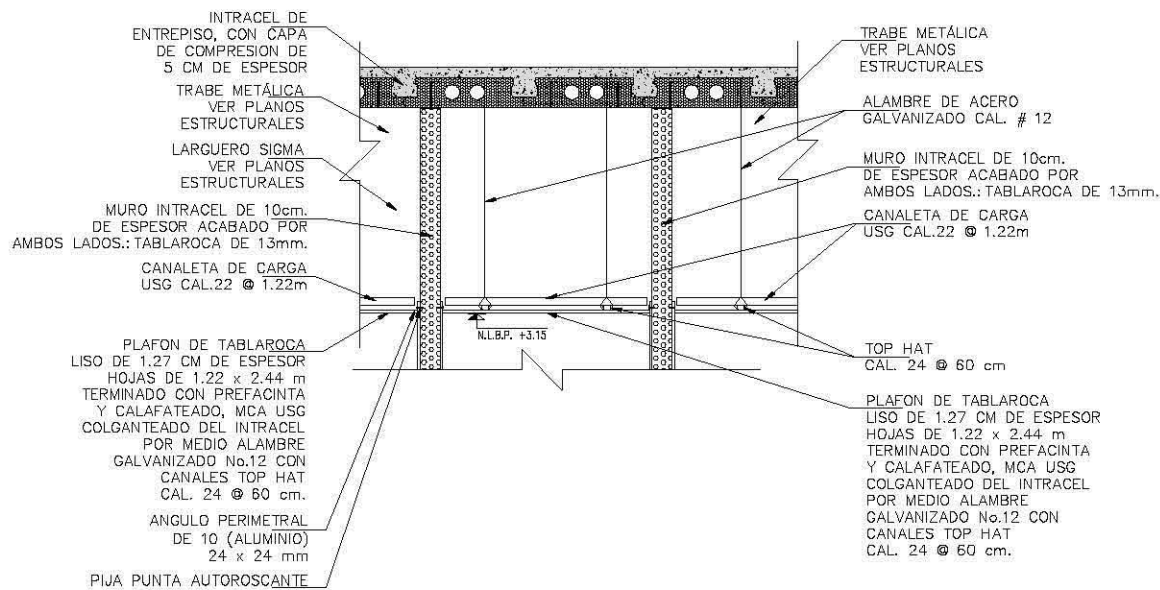 INTRACEL DE
ENTREPISO, CON CAPA
DE COMPRESION DE
5 CM DE ESPESOR
TRABE METÁLICA
VER PLANOS
ESTRUCTURALES
LARGUERO SIGMA
VER PLANOS
ESTRUCTURALES
MURO INTRACEL DE 10cm.
DE ESPESOR ACABADO POR
AMBOS LADOS.: TABLAROCA DE 13mm.
CANALETA DE CARGA
USG CAL.22 @ 1.22m
PLAFON DE TABLAROCA
LISO DE 1.27 CM DE ESPESOR
HOJAS DE 1.22 x 2.44 m
TERMINADO CON PREFACINTA
Y CALAFATEADO, MCA USG
COLGANTEADO DEL INTRACEL
POR MEDIO ALAMBRE
GALVANIZADO No.12 CON
CANALES TOP HAT
CAL. 24 @ 60 cm.
ANGULO PERIMETRAL
DE 10 (ALUMINIO)
24 x 24 mm
PIJA PUNTA AUTOROSCANTE
N.L.B.P. +3.15
TRABE METÁLICA
VER PLANOS
ESTRUCTURALES
ALAMBRE DE ACERO
GALVANIZADO CAL. # 12
MURO INTRACEL DE 10cm.
DE ESPESOR ACABADO POR
AMBOS LADOS.: TABLAROCA DE 13mm.
CANALETA DE CARGA
USG CAL.22 @ 1.22m
TOP HAT
CAL. 24 @ 60 cm
PLAFON DE TABLAROCA
LISO DE 1.27 CM DE ESPESOR
HOJAS DE 1.22 x 2.44 m
TERMINADO CON PREFACINTA
Y CALAFATEADO, MCA USG
COLGANTEADO DEL INTRACEL
POR MEDIO ALAMBRE
GALVANIZADO No.12 CON
CANALES TOP HAT
CAL. 24 @ 60 cm.